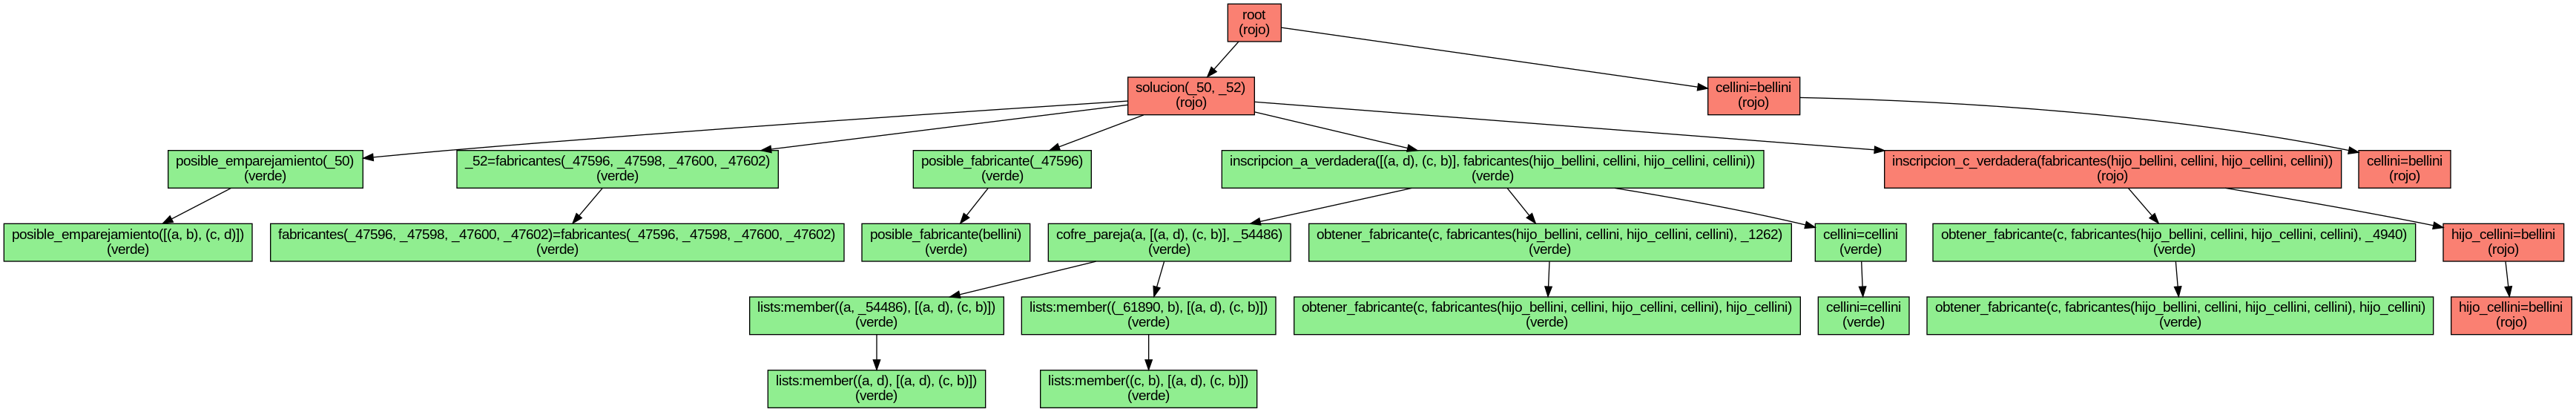 root
(rojo)
solucion(_50, _52)
(rojo)
cellini=bellini
(rojo)
posible_emparejamiento(_50)
(verde)
_52=fabricantes(_47596, _47598, _47600, _47602)
(verde)
posible_fabricante(_47596)
(verde)
inscripcion_a_verdadera([(a, d), (c, b)], fabricantes(hijo_bellini, cellini, hijo_cellini, cellini))
(verde)
inscripcion_c_verdadera(fabricantes(hijo_bellini, cellini, hijo_cellini, cellini))
(rojo)
cellini=bellini
(rojo)
posible_emparejamiento([(a, b), (c, d)])
(verde)
fabricantes(_47596, _47598, _47600, _47602)=fabricantes(_47596, _47598, _47600, _47602)
(verde)
posible_fabricante(bellini)
(verde)
cofre_pareja(a, [(a, d), (c, b)], _54486)
(verde)
obtener_fabricante(c, fabricantes(hijo_bellini, cellini, hijo_cellini, cellini), _1262)
(verde)
cellini=cellini
(verde)
obtener_fabricante(c, fabricantes(hijo_bellini, cellini, hijo_cellini, cellini), _4940)
(verde)
hijo_cellini=bellini
(rojo)
lists:member((a, _54486), [(a, d), (c, b)])
(verde)
lists:member((_61890, b), [(a, d), (c, b)])
(verde)
obtener_fabricante(c, fabricantes(hijo_bellini, cellini, hijo_cellini, cellini), hijo_cellini)
(verde)
cellini=cellini
(verde)
obtener_fabricante(c, fabricantes(hijo_bellini, cellini, hijo_cellini, cellini), hijo_cellini)
(verde)
hijo_cellini=bellini
(rojo)
lists:member((a, d), [(a, d), (c, b)])
(verde)
lists:member((c, b), [(a, d), (c, b)])
(verde)